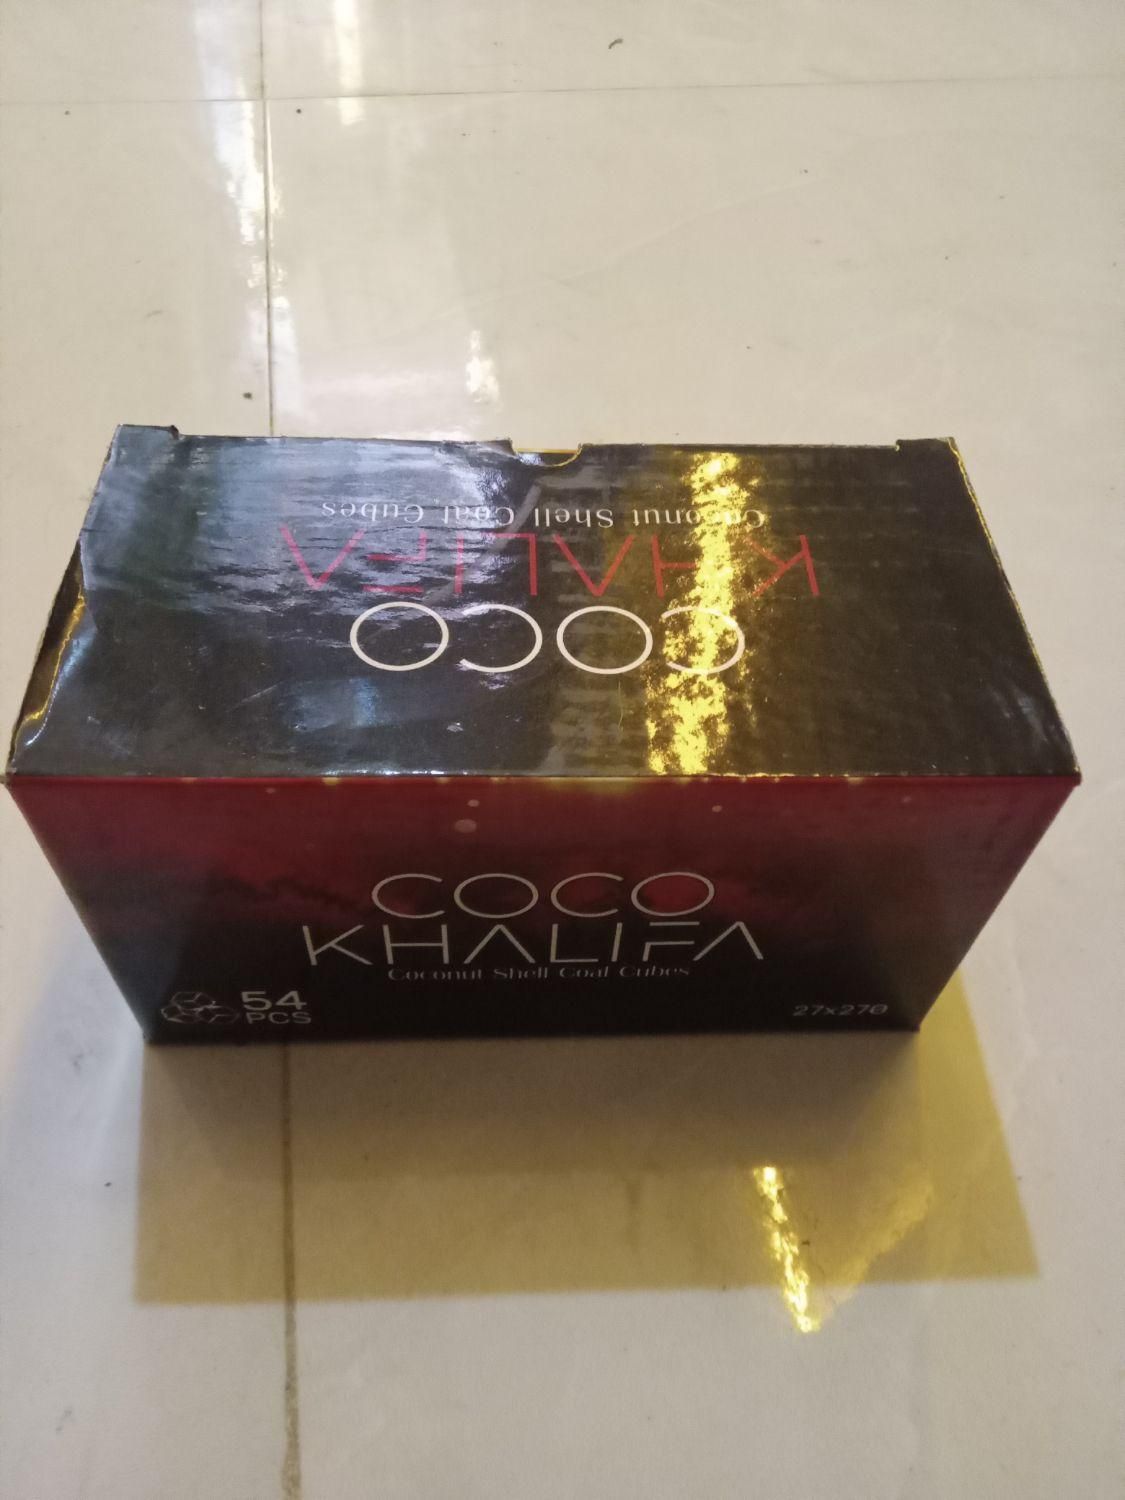 COCO
KHALIFA
Coconut Shell Coal Cubes
COCO
KHALIFA
Coconut Shell Coal Cubes
54
PCS
27x270